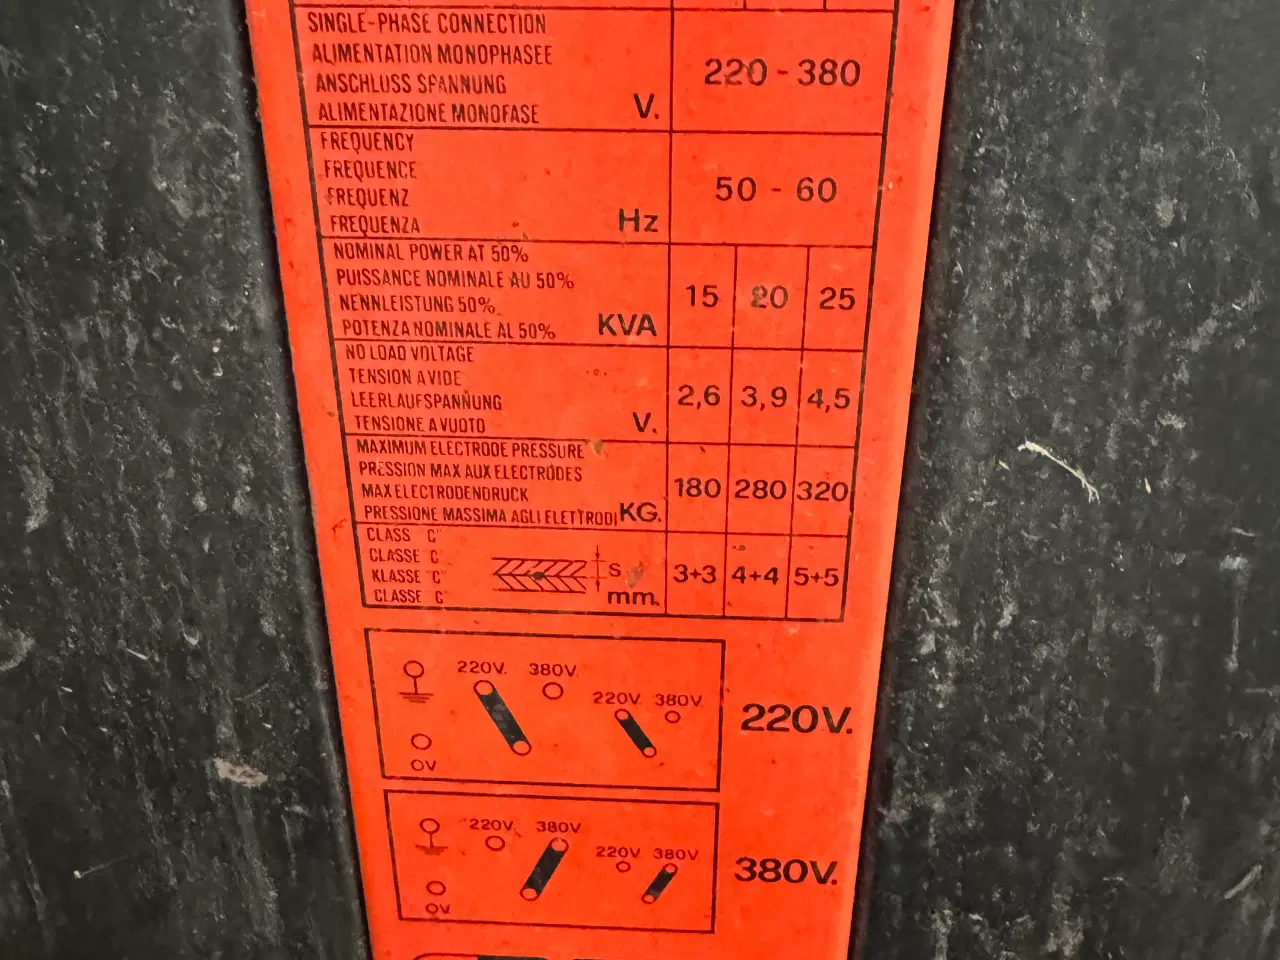 SINGLE-PHASE CONNECTION
ALIMENTATION MONOPHASEE
ANSCHLUSS SPANNUNG
ALIMENTAZIONE MONOFASE V.
220 - 380
FREQUENCY
FREQUENCE
FREQUENZ
FREQUENZA Hz
50 - 60
NOMINAL POWER AT 50%
PUISSANCE NOMINALE AU 50%
NENNLEISTUNG 50%
POTENZA NOMINALE AL 50% KVA
15 20 25
NO LOAD VOLTAGE
TENSION A VIDE
LEERLAUFSPANNUNG
TENSIONE A VUOTO V.
2,6 3,9 4,5
MAXIMUM ELECTRODE PRESSURE
PRESSION MAX AUX ELECTRODES
MAX ELECTRODENDRUCK
PRESSIONE MASSIMA AGLI ELETTRODI KG.
180 280 320
CLASS C"
CLASSE C
KLASSE "C"
CLASSE C
S
mm.
3+3 4+4 5+5
220V. 380V.
220V. 380V.
0V
220V.
220V. 380V
220V 380V.
0V
380V.